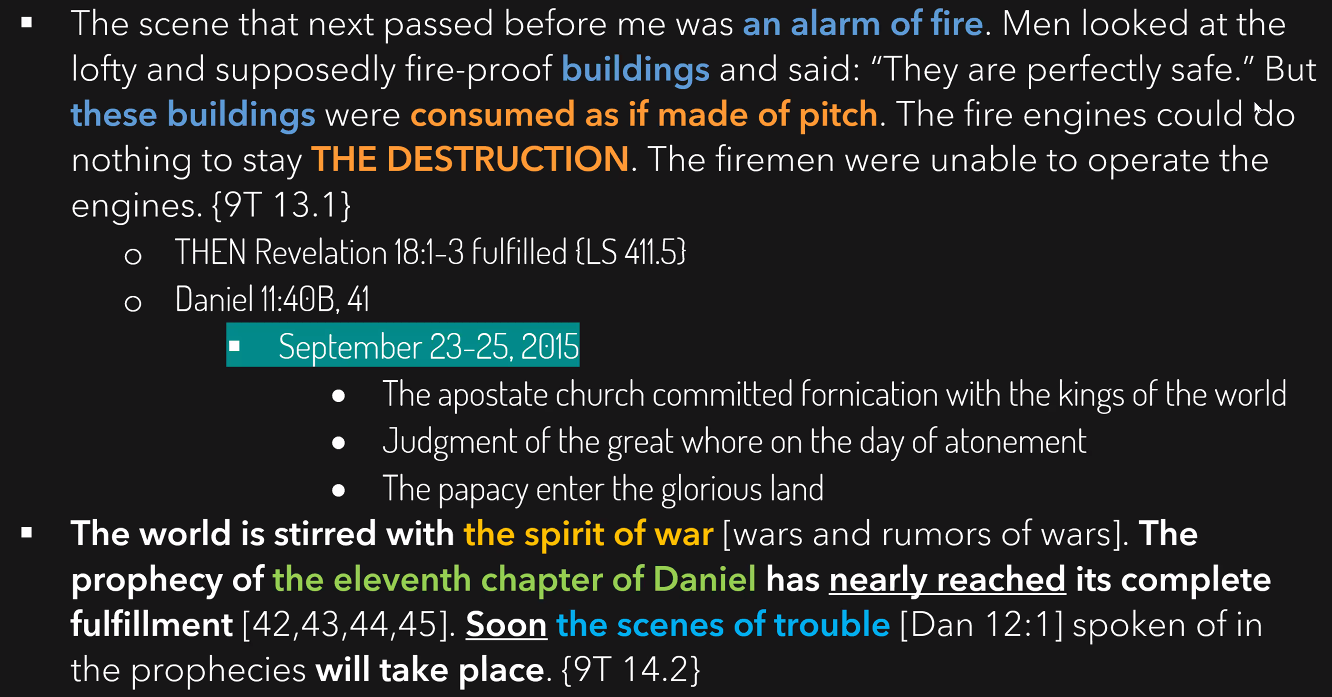 ▪ The scene that next passed before me was an alarm of fire. Men looked at the
lofty and supposedly fire-proof buildings and said: “They are perfectly safe.” But
these buildings were consumed as if made of pitch. The fire engines could do
nothing to stay THE DESTRUCTION. The firemen were unable to operate the
engines. {9T 13.1}
o THEN Revelation 18:1-3 fulfilled {LS 411.5}
o Daniel 11:40B, 41
▪ September 23-25, 2015
• The apostate church committed fornication with the kings of the world
• Judgment of the great whore on the day of atonement
• The papacy enter the glorious land
▪ The world is stirred with the spirit of war [wars and rumors of wars]. The
prophecy of the eleventh chapter of Daniel has nearly reached its complete
fulfillment [42,43,44,45]. Soon the scenes of trouble [Dan 12:1] spoken of in
the prophecies will take place. {9T 14.2}